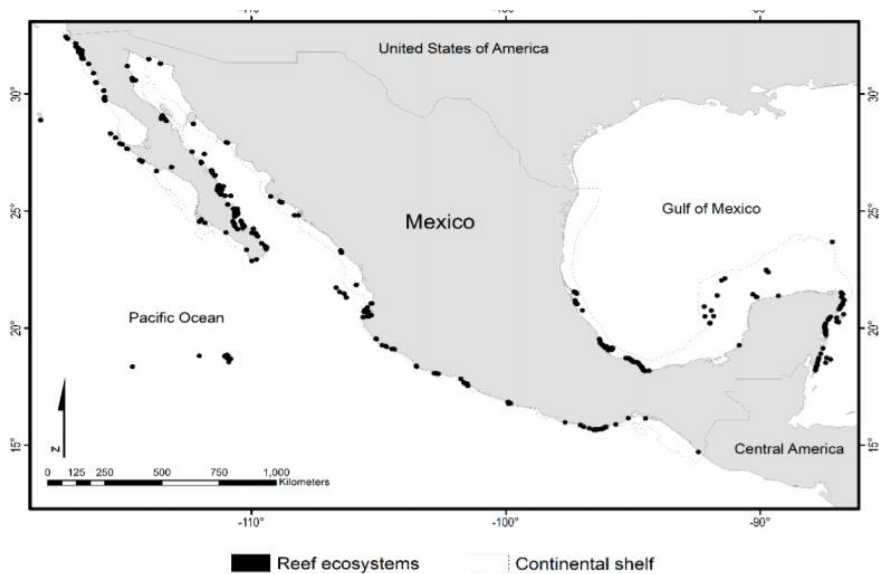 United States of America
30°
30°
Mexico
Gulf of Mexico
25°
25°
Pacific Ocean
20°
20°
N
15°
15°
Central America
0 125 250 500 750 1,000
Kilometers
-110° -100° -90°
Reef ecosystems Continental shelf